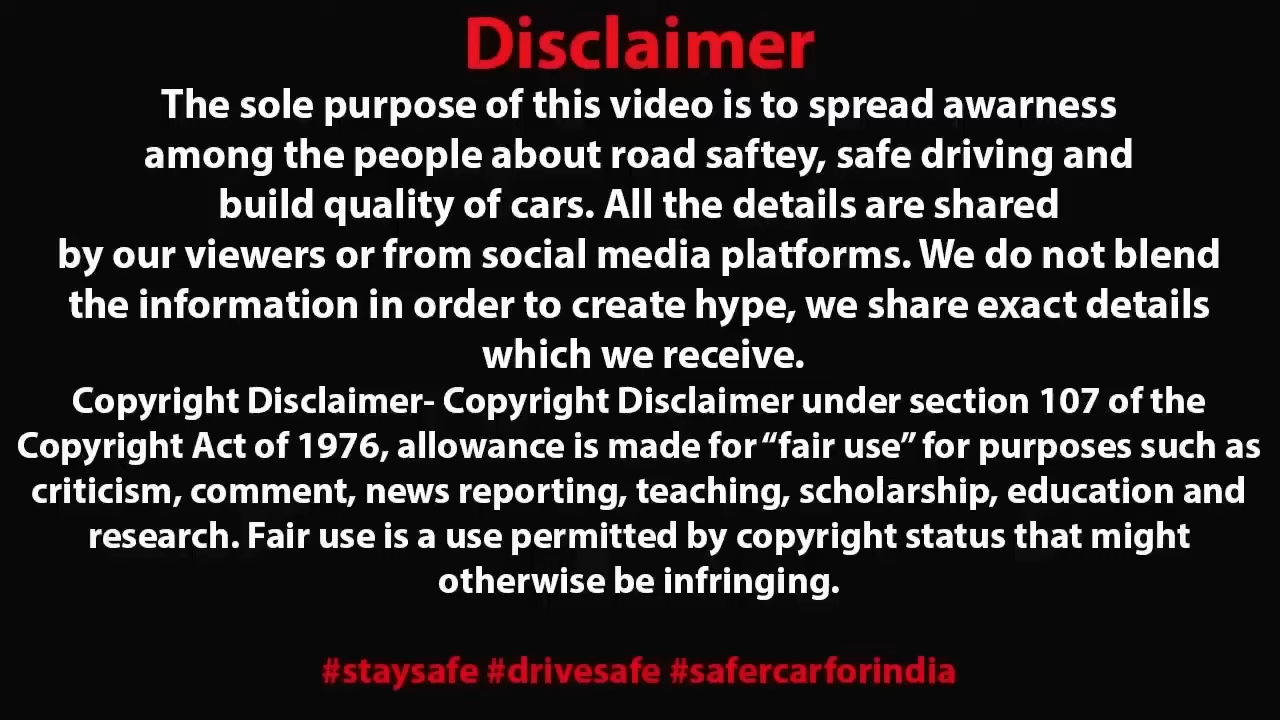 Disclaimer
The sole purpose of this video is to spread awarness
among the people about road saftey, safe driving and
build quality of cars. All the details are shared
by our viewers or from social media platforms. We do not blend
the information in order to create hype, we share exact details
which we receive.
Copyright Disclaimer- Copyright Disclaimer under section 107 of the
Copyright Act of 1976, allowance is made for “fair use” for purposes such as
criticism, comment, news reporting, teaching, scholarship, education and
research. Fair use is a use permitted by copyright status that might
otherwise be infringing.
#staysafe #drivesafe #safercarforindia